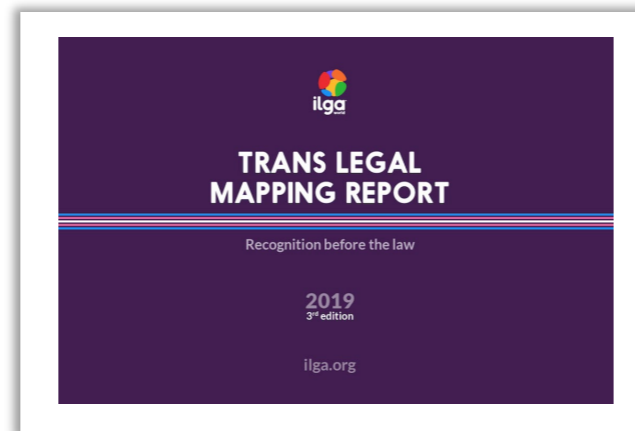 ilga
world
TRANS LEGAL
MAPPING REPORT
Recognition before the law
2019
3rd edition
ilga.org